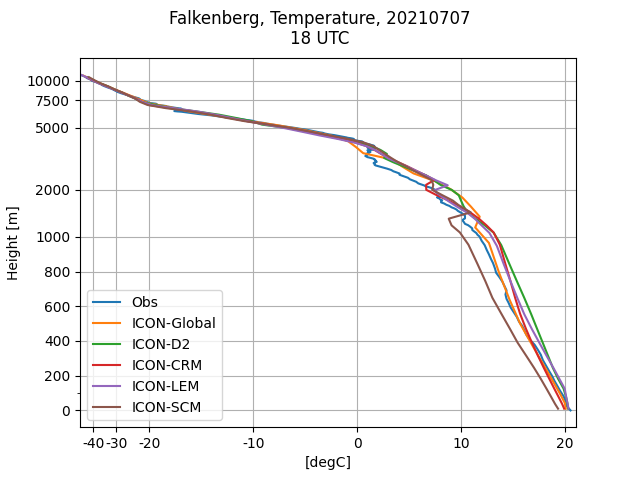 Falkenberg, Temperature, 20210707
18 UTC
10000
7500
5000
2000
1000
800
600
400
200
0
Height [m]
Obs
ICON-Global
ICON-D2
ICON-CRM
ICON-LEM
ICON-SCM
-40 -30 -20 -10 0 10 20
[degC]